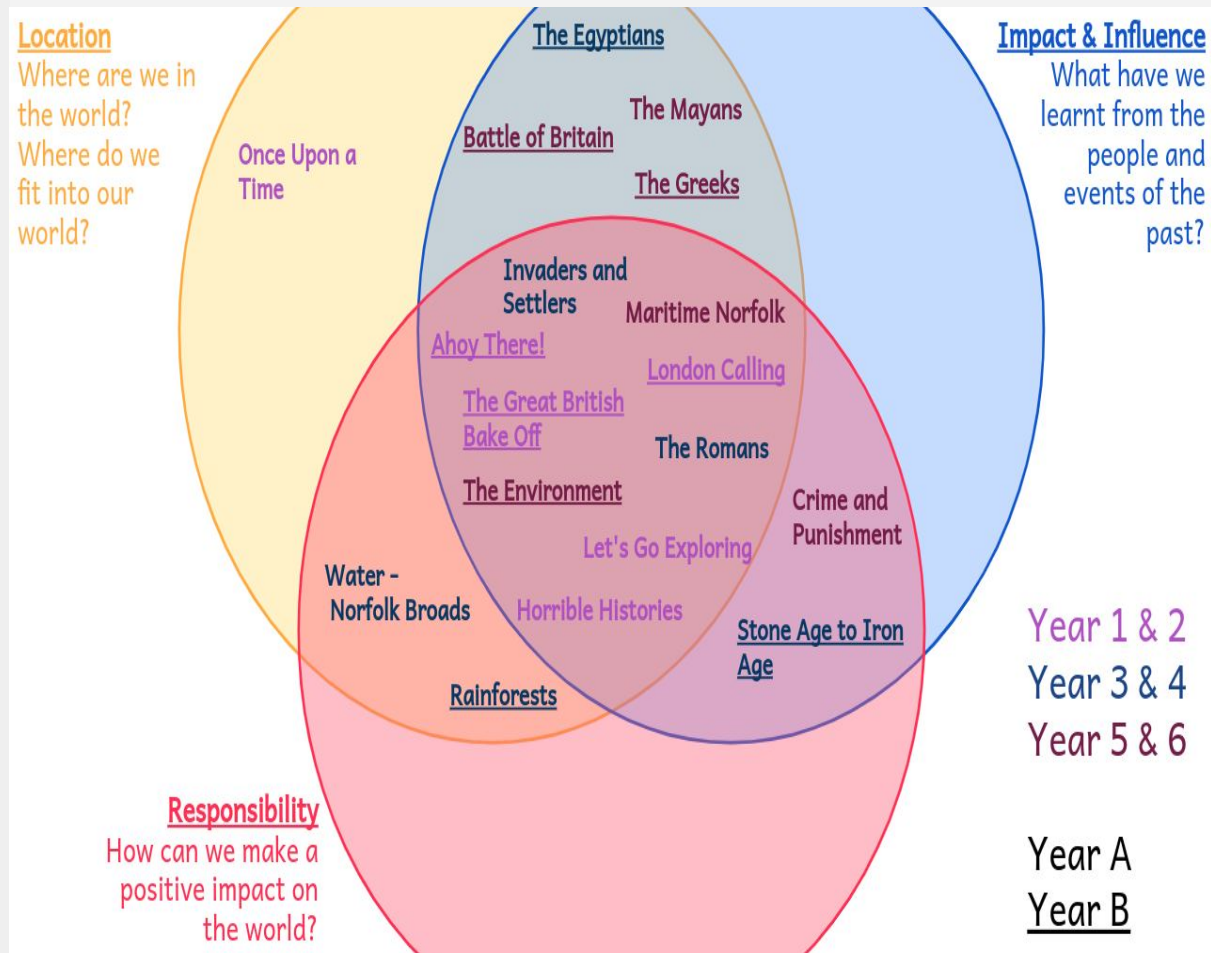 Location
Where are we in
the world?
Where do we
fit into our
world?
Impact & Influence
What have we
learnt from the
people and
events of the
past?
Once Upon a
Time
The Egyptians
The Mayans
Battle of Britain
The Greeks
Invaders and
Settlers
Maritime Norfolk
Ahoy There!
London Calling
The Great British
Bake Off
The Romans
The Environment
Crime and
Punishment
Let's Go Exploring
Water -
Norfolk Broads
Horrible Histories
Stone Age to Iron
Age
Rainforests
Responsibility
How can we make a
positive impact on
the world?
Year 1 & 2
Year 3 & 4
Year 5 & 6
Year A
Year B